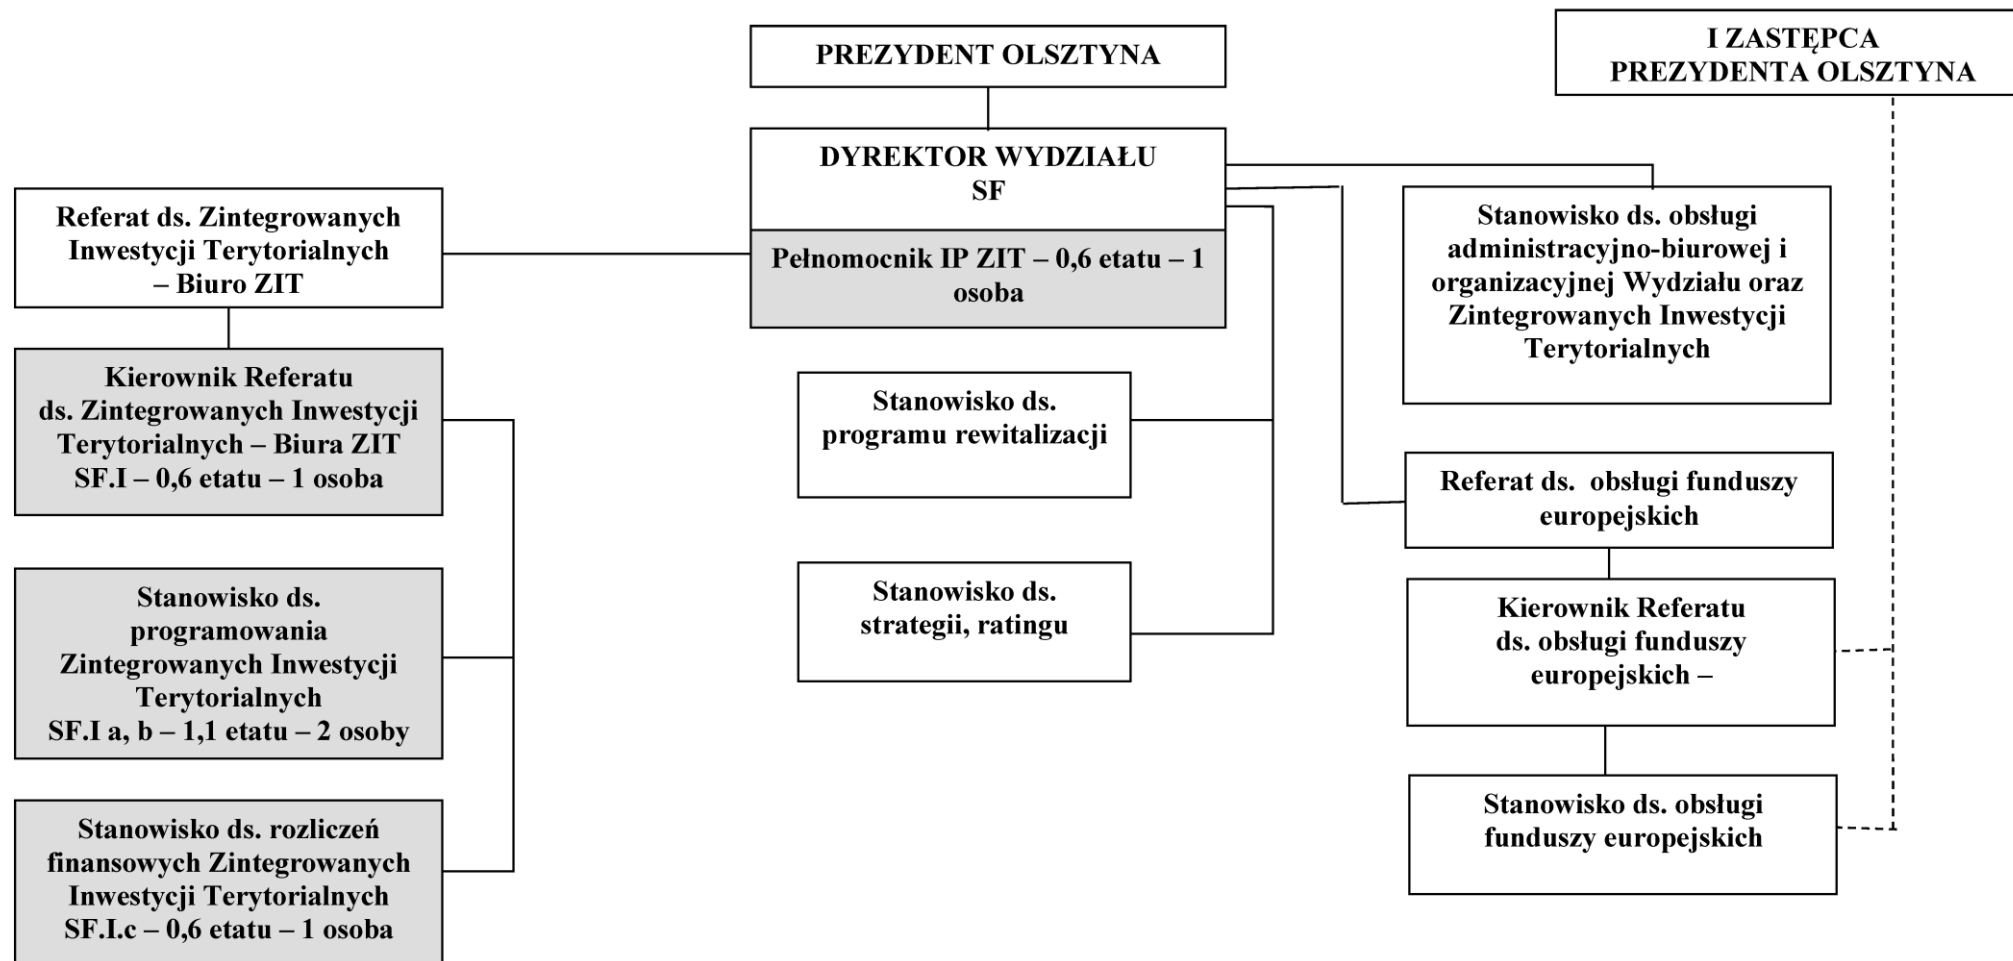 PREZYDENT OLSZTYNA
I ZASTĘPCA
PREZYDENTA OLSZTYNA
DYREKTOR WYDZIAŁU
SF
Pełnomocnik IP ZIT – 0,6 etatu – 1
osoba
Referat ds. Zintegrowanych
Inwestycji Terytorialnych
– Biuro ZIT
Kierownik Referatu
ds. Zintegrowanych Inwestycji
Terytorialnych – Biura ZIT
SF.I – 0,6 etatu – 1 osoba
Stanowisko ds.
programowania
Zintegrowanych Inwestycji
Terytorialnych
SF.I a, b – 1,1 etatu – 2 osoby
Stanowisko ds. rozliczeń
finansowych Zintegrowanych
Inwestycji Terytorialnych
SF.I.c – 0,6 etatu – 1 osoba
Stanowisko ds.
programu rewitalizacji
Stanowisko ds.
strategii, ratingu
Stanowisko ds. obsługi
administracyjno-biurowej i
organizacyjnej Wydziału oraz
Zintegrowanych Inwestycji
Terytorialnych
Referat ds. obsługi funduszy
europejskich
Kierownik Referatu
ds. obsługi funduszy
europejskich –
Stanowisko ds. obsługi
funduszy europejskich